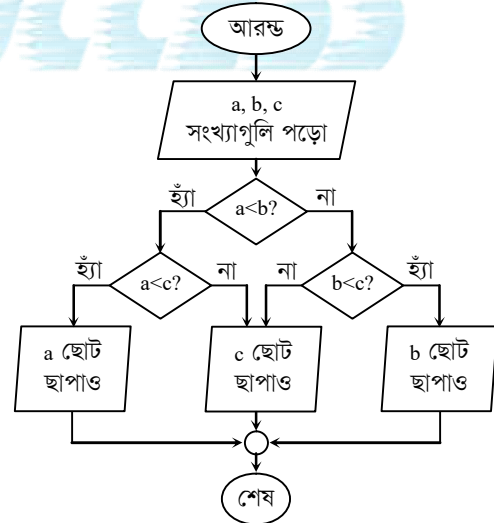 আরম্ভ
a, b, c
সংখ্যাগুলি পড়ো
হ্যাঁ
a<b?
না
হ্যাঁ
a<c?
না
না
b<c?
হ্যাঁ
a ছোট
ছাপাও
c ছোট
ছাপাও
b ছোট
ছাপাও
শেষ